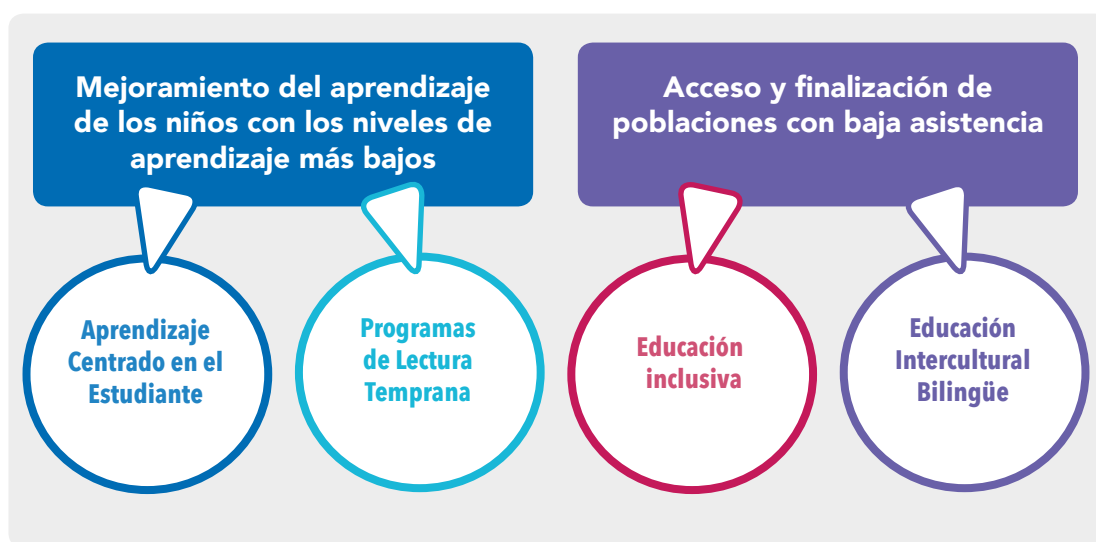 Mejoramiento del aprendizaje
de los niños con los niveles de
aprendizaje más bajos
Acceso y finalización de
poblaciones con baja asistencia
Aprendizaje
Centrado en el
Estudiante
Programas
de Lectura
Temprana
Educación
inclusiva
Educación
Intercultural
Bilingüe